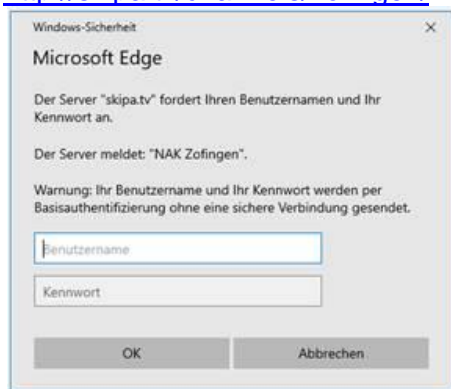 Windows-Sicherheit
Microsoft Edge
Der Server "skipa.tv" fordert Ihren Benutzernamen und Ihr
Kennwort an.
Der Server meldet: "NAK Zofingen".
Warnung: Ihr Benutzername und Ihr Kennwort werden per
Basisauthentifizierung ohne eine sichere Verbindung gesendet.
Benutzername
Kennwort
OK Abbrechen